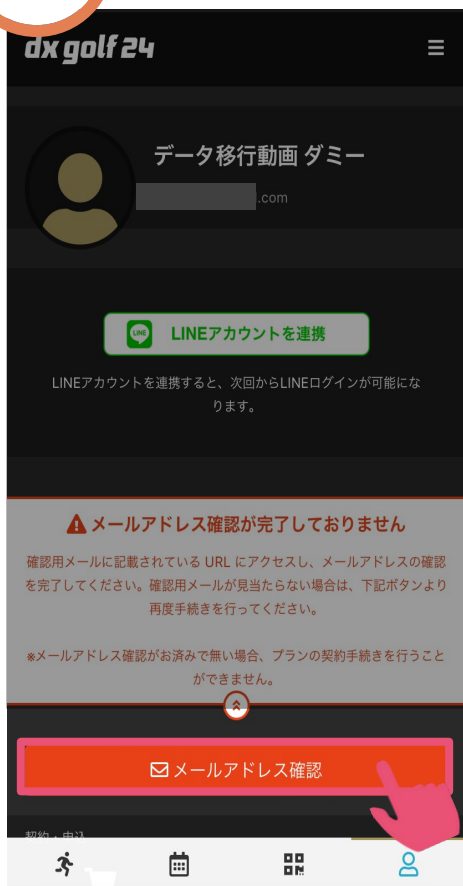 dx golf 24
データ移行動画 ダミー
.com
LINE
LINEアカウントを連携
LINEアカウントを連携すると、次回からLINEログインが可能にな
ります。
メールアドレス確認が完了しておりません
確認用メールに記載されている URL にアクセスし、メールアドレスの確認
を完了してください。確認用メールが見当たらない場合は、下記ボタンより
再度手続きを行ってください。
※メールアドレス確認がお済みで無い場合、プランの契約手続きを行うこと
ができません。
メールアドレス確認
契約・申込